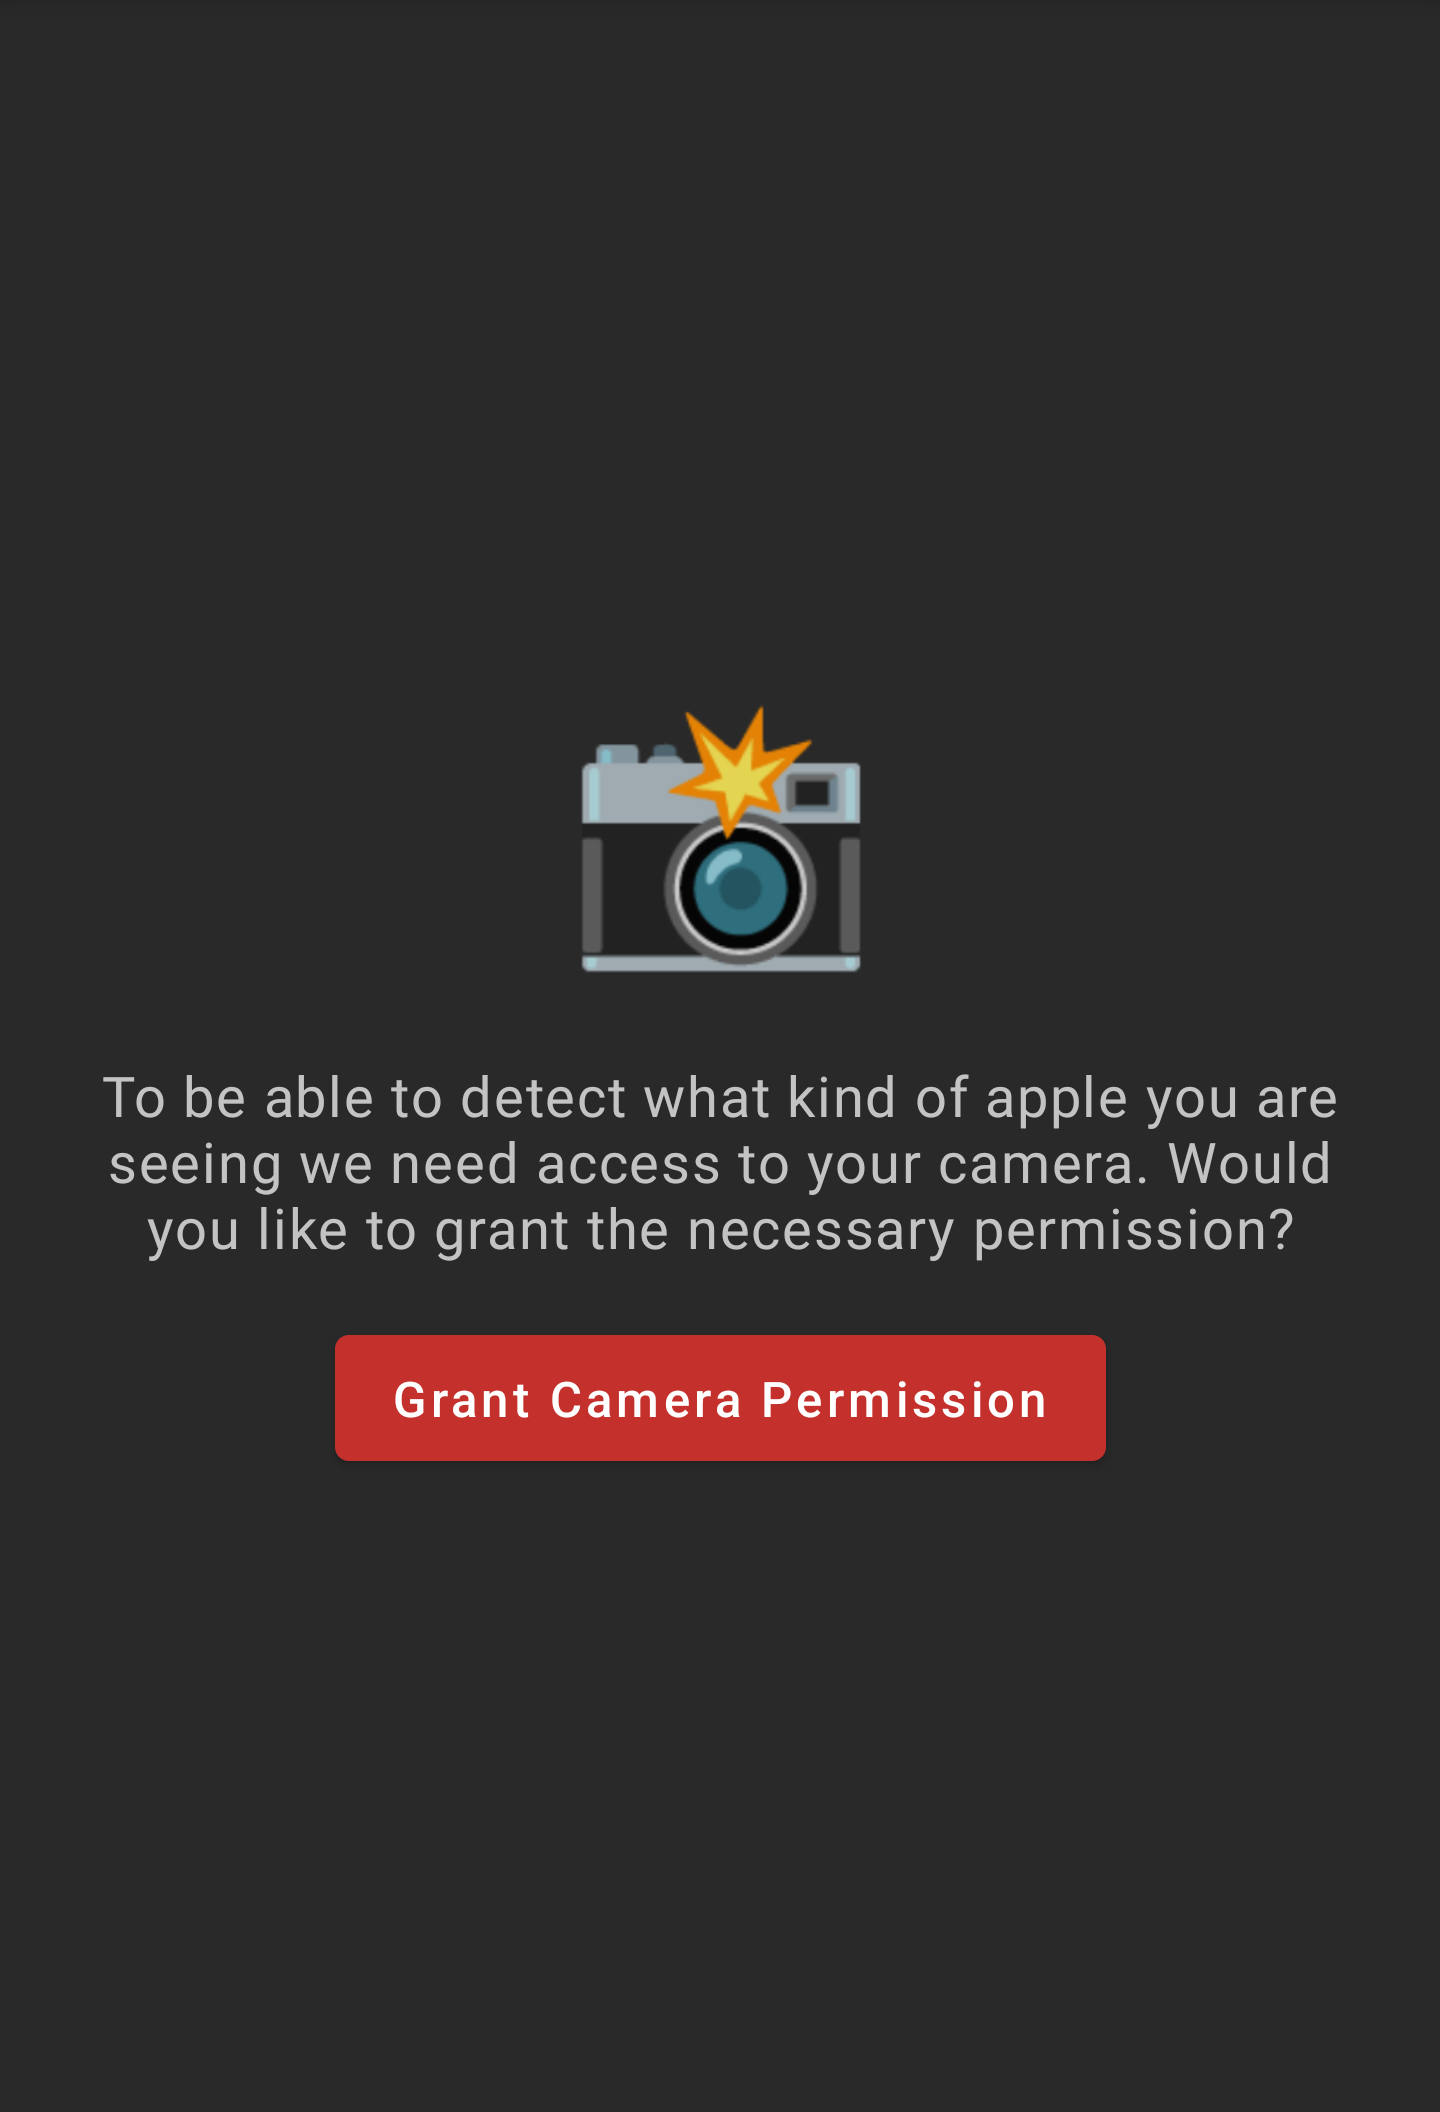 To be able to detect what kind of apple you are
seeing we need access to your camera. Would
you like to grant the necessary permission?
Grant Camera Permission